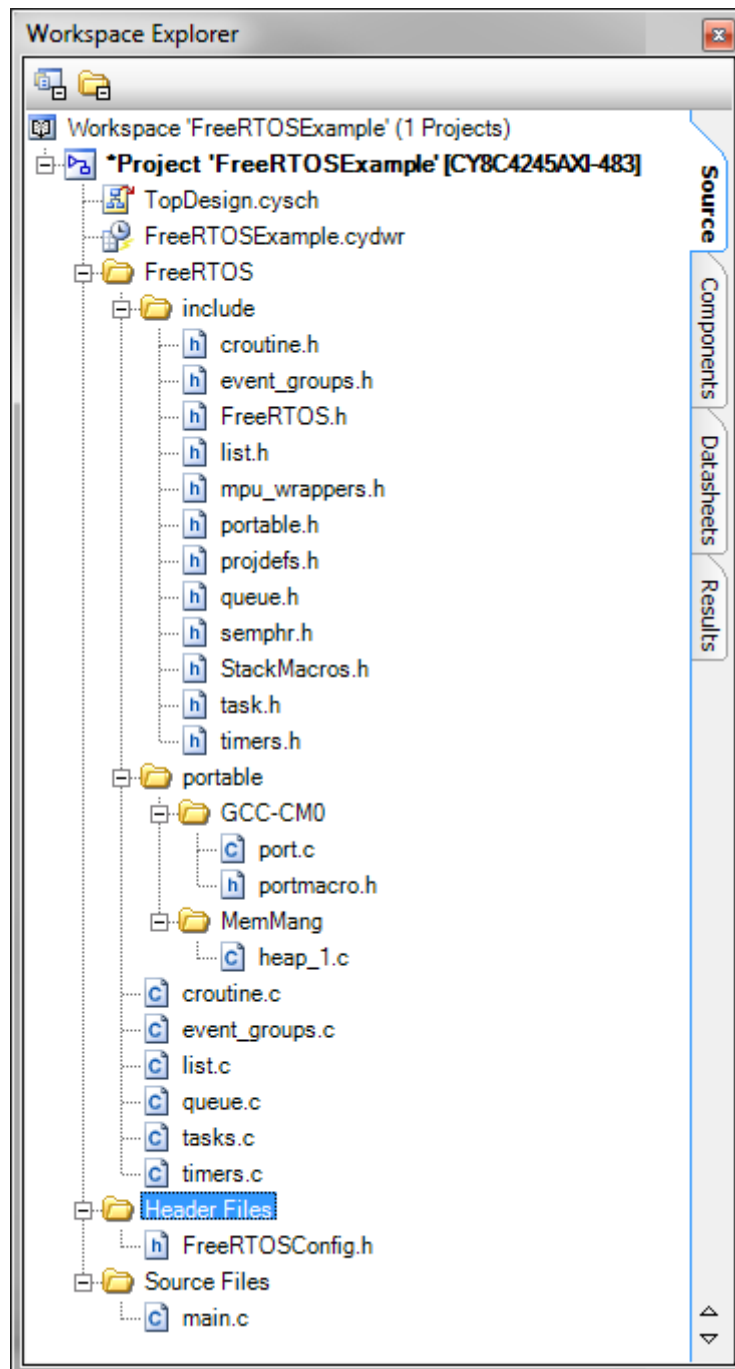 Workspace Explorer
Workspace 'FreeRTOSExample' (1 Projects)
*Project 'FreeRTOSExample' [CY8C4245AXI-483]
TopDesign.cysch
FreeRTOSExample.cydwr
FreeRTOS
include
h croutine.h
h event_groups.h
h FreeRTOS.h
h list.h
h mpu_wrappers.h
h portable.h
h projdefs.h
h queue.h
h semphr.h
h StackMacros.h
h task.h
h timers.h
portable
GCC-CM0
C port.c
h portmacro.h
MemMang
C heap_1.c
C croutine.c
C event_groups.c
C list.c
C queue.c
C tasks.c
C timers.c
Header Files
h FreeRTOSConfig.h
Source Files
C main.c
Source
Components
Datasheets
Results